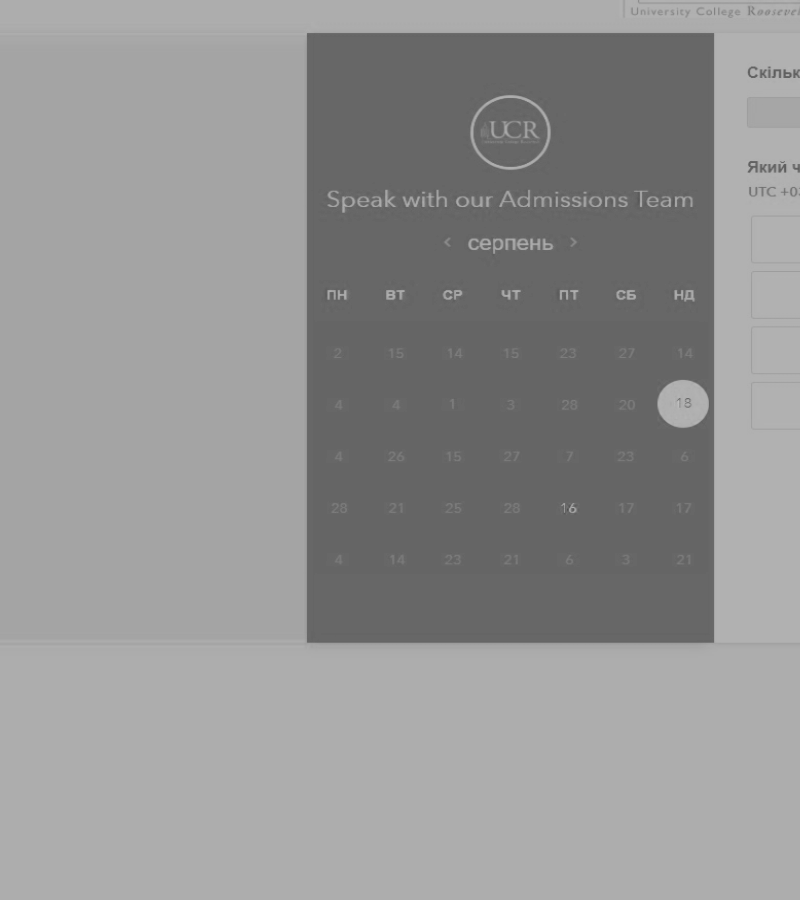 University College Roosevel
UCR
Speak with our Admissions Team
серпень
ПН ВТ СР ЧТ ПТ СБ НД
2 15 14 15 23 27 14
4 4 1 3 28 20 18
4 26 15 27 7 23 6
28 21 25 28 16 17 17
4 14 23 21 6 3 21
Скільк
Який ч
UTC +03